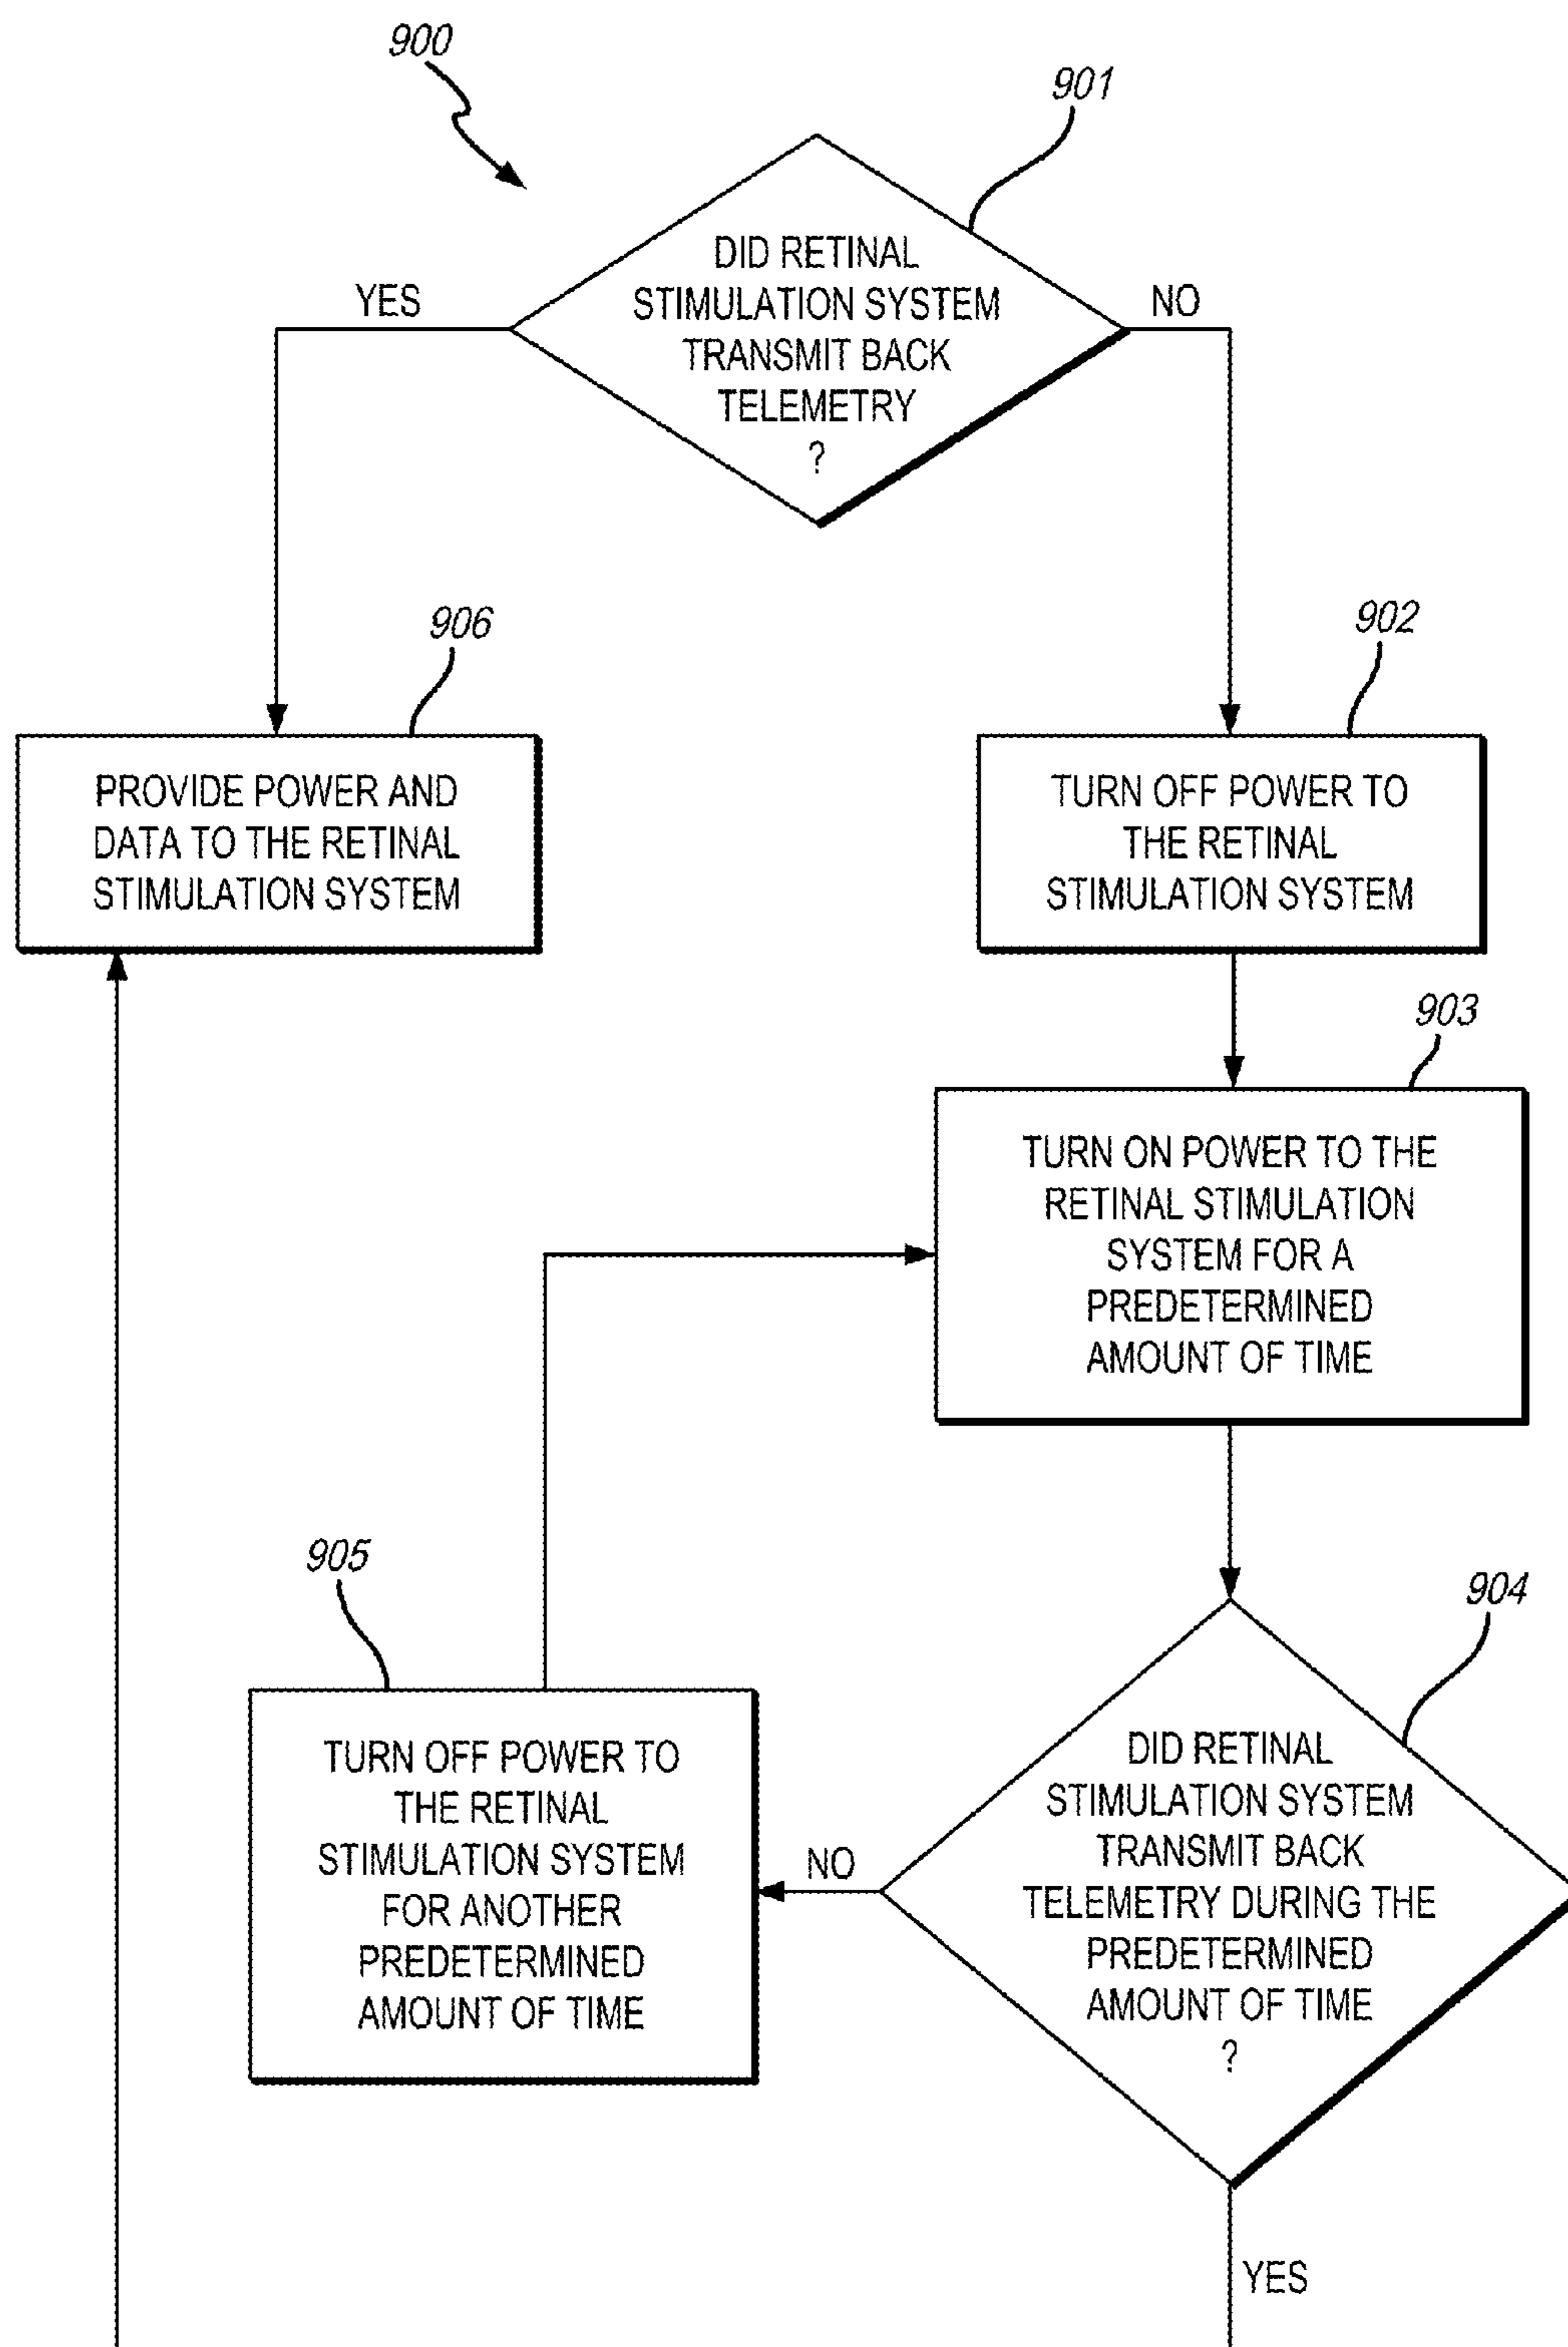 900
901
DID RETINAL
STIMULATION SYSTEM
TRANSMIT BACK
TELEMETRY
?
YES
NO
906
902
PROVIDE POWER AND
DATA TO THE RETINAL
STIMULATION SYSTEM
TURN OFF POWER TO
THE RETINAL
STIMULATION SYSTEM
903
TURN ON POWER TO THE
RETINAL STIMULATION
SYSTEM FOR A
PREDETERMINED
AMOUNT OF TIME
905
904
TURN OFF POWER TO
THE RETINAL
STIMULATION SYSTEM
FOR ANOTHER
PREDETERMINED
AMOUNT OF TIME
NO
DID RETINAL
STIMULATION SYSTEM
TRANSMIT BACK
TELEMETRY DURING THE
PREDETERMINED
AMOUNT OF TIME
?
YES